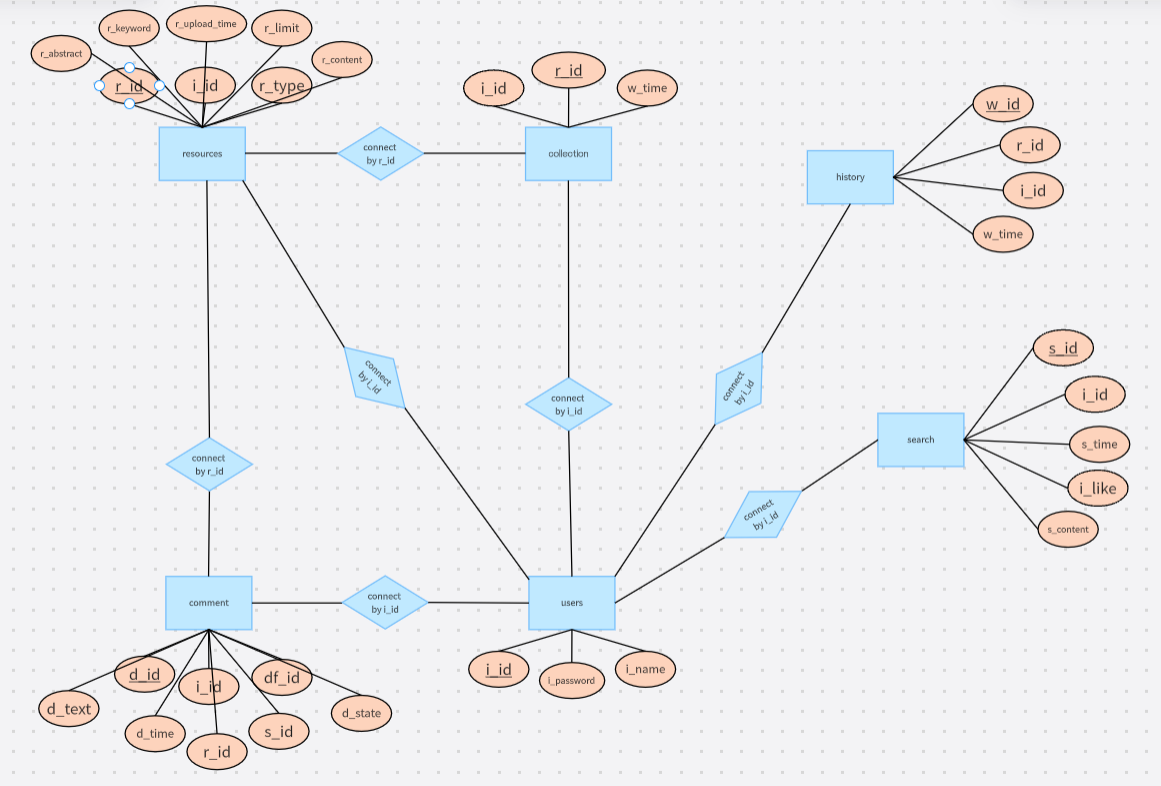 r_keyword
r_upload_time
r_limit
r_abstract
r_content
r_id
i_id
r_type
i_id
r_id
w_time
w_id
r_id
i_id
w_time
resources
connect
by r_id
collection
history
connect
by i_id
connect
by i_id
connect
by i_id
s_id
i_id
s_time
i_like
s_content
search
connect
by r_id
connect
by i_id
comment
connect
by i_id
users
d_id
i_id
df_id
d_text
d_time
r_id
s_id
d_state
i_id
i_password
i_name